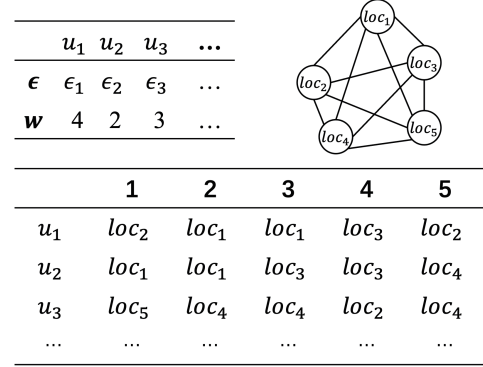 u₁ u₂ u₃ ...
ϵ ϵ₁ ϵ₂ ϵ₃ ...
w 4 2 3 ...
loc₁
loc₂
loc₃
loc₄
loc₅
1 2 3 4 5
u₁ loc₂ loc₁ loc₁ loc₃ loc₂
u₂ loc₁ loc₁ loc₃ loc₃ loc₄
u₃ loc₅ loc₄ loc₄ loc₂ loc₄
... ... ... ... ... ...